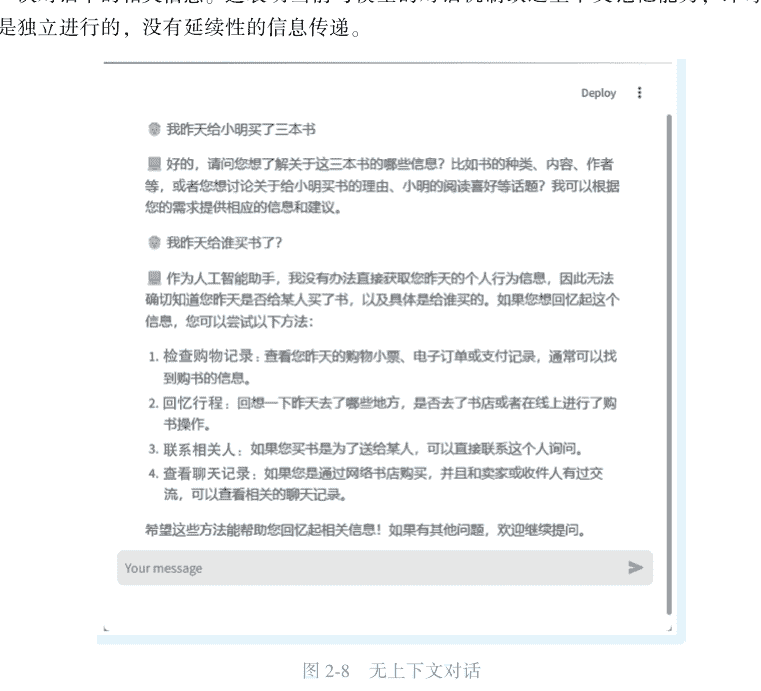 是独立进行的，没有延续性的信息传递。
Deploy
我昨天给小明买了三本书
好的，请问您想了解关于这三本书的哪些信息？比如书的种类、内容、作者
等，或者您想讨论关于给小明买书的理由、小明的阅读喜好等话题？我可以根据
您的需求提供相应的信息和建议。
我昨天给谁买书了？
作为人工智能助手，我没有办法直接获取您昨天的个人行为信息，因此无法
确切知道您昨天是否给某人买了书，以及具体是给谁买的。如果您想回忆起这个
信息，您可以尝试以下方法：
1. 检查购物记录：查看您昨天的购物小票、电子订单或支付记录，通常可以找
到购书的信息。
2. 回忆行程：回想一下昨天去了哪些地方，是否去了书店或者在线上进行了购
书操作。
3. 联系相关人：如果您买书是为了送给某人，可以直接联系这个人询问。
4. 查看聊天记录：如果您是通过网络书店购买，并且和卖家或收件人有过交
流，可以查看相关的聊天记录。
希望这些方法能帮助您回忆起相关信息！如果有其他问题，欢迎继续提问。
Your message
图 2-8 无上下文对话